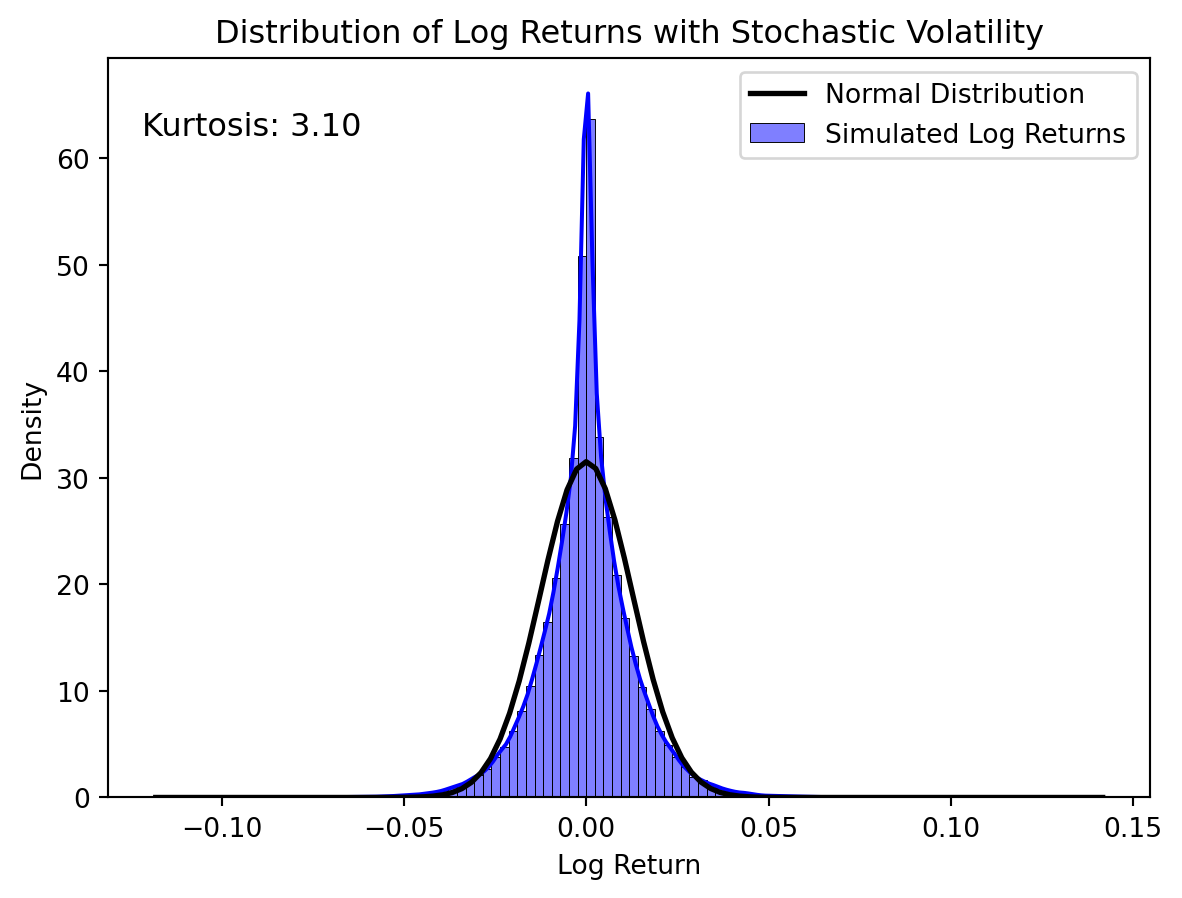 Distribution of Log Returns with Stochastic Volatility
Kurtosis: 3.10
Normal Distribution
Simulated Log Returns
60
50
40
30
20
10
0
Density
−0.10
−0.05
0.00
0.05
0.10
0.15
Log Return